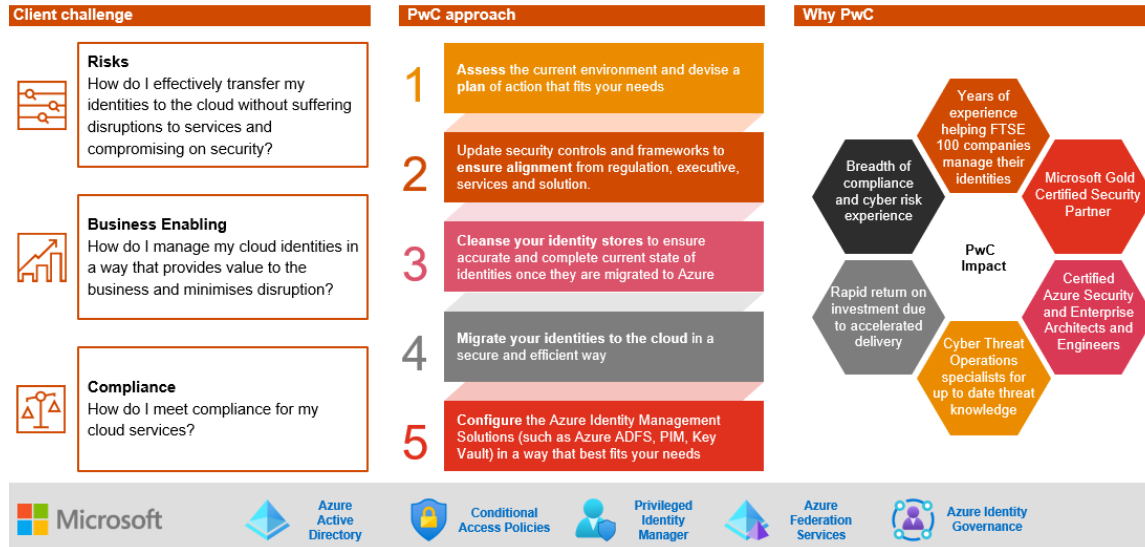 Client challenge
Risks
How do I effectively transfer my
identities to the cloud without suffering
disruptions to services and
compromising on security?
Business Enabling
How do I manage my cloud identities in
a way that provides value to the
business and minimises disruption?
Compliance
How do I meet compliance for my
cloud services?
PwC approach
1
Assess the current environment and devise a
plan of action that fits your needs
2
Update security controls and frameworks to
ensure alignment from regulation, executive,
services and solution.
3
Cleanse your identity stores to ensure
accurate and complete current state of
identities once they are migrated to Azure
4
Migrate your identities to the cloud in a
secure and efficient way
5
Configure the Azure Identity Management
Solutions (such as Azure ADFS, PIM, Key
Vault) in a way that best fits your needs
Why PwC
Years of
experience
helping FTSE
100 companies
manage their
identities
Microsoft Gold
Certified Security
Partner
Certified
Azure Security
and Enterprise
Architects and
Engineers
Cyber Threat
Operations
specialists for
up to date threat
knowledge
Rapid return on
investment due
to accelerated
delivery
Breadth of
compliance
and cyber risk
experience
PwC
Impact
Microsoft
Azure
Active
Directory
Conditional
Access Policies
Privileged
Identity
Manager
Azure
Federation
Services
Azure Identity
Governance